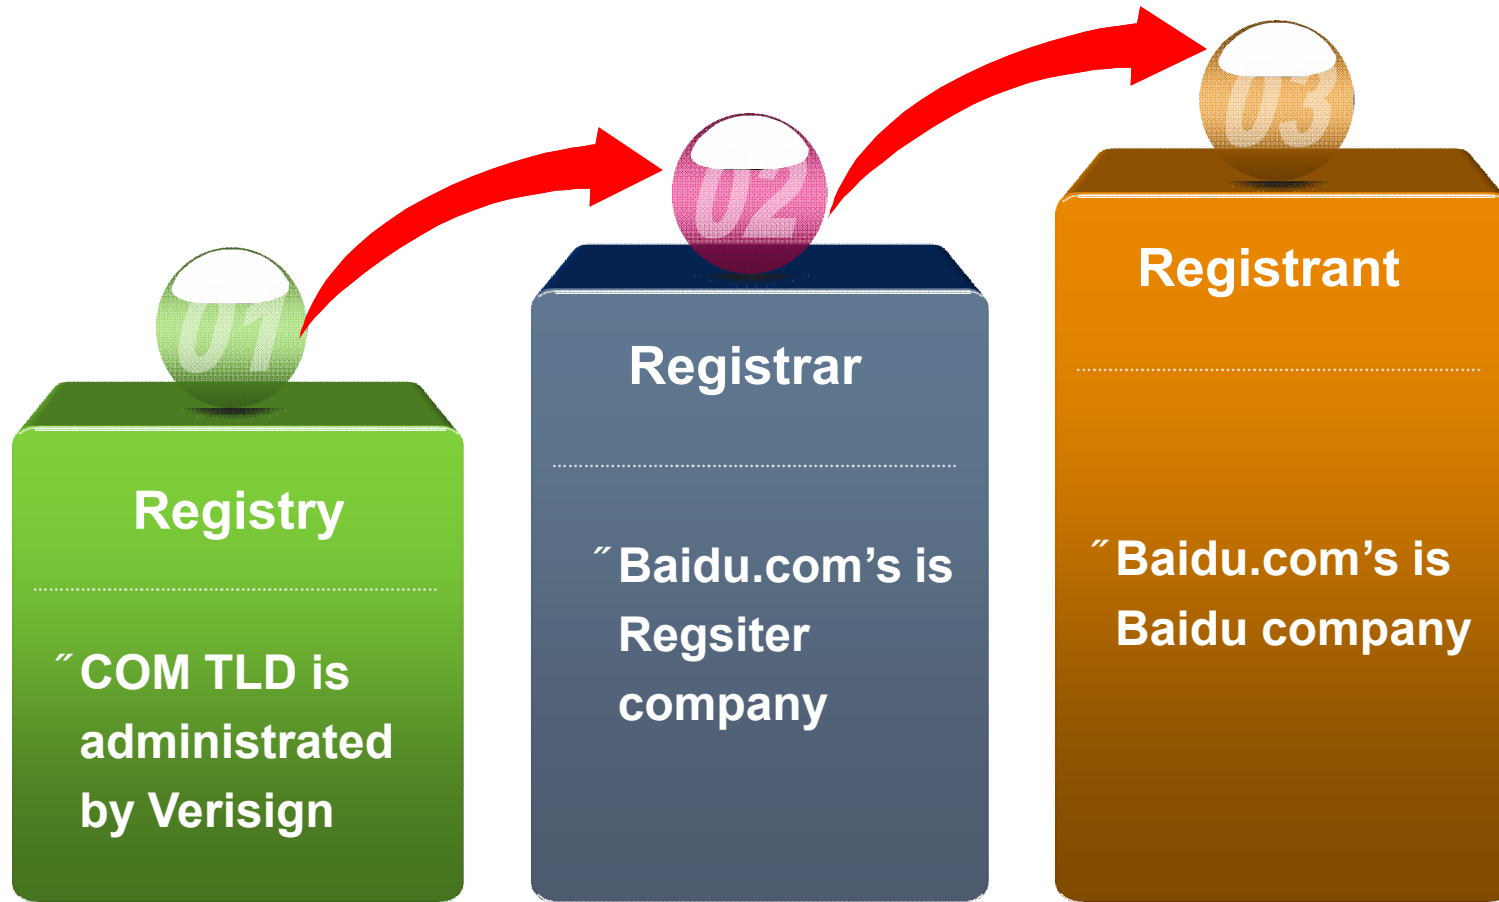 01
Registry
˝ COM TLD is
administrated
by Verisign
02
Registrar
˝ Baidu.com’s is
Regsiter
company
03
Registrant
˝ Baidu.com’s is
Baidu company